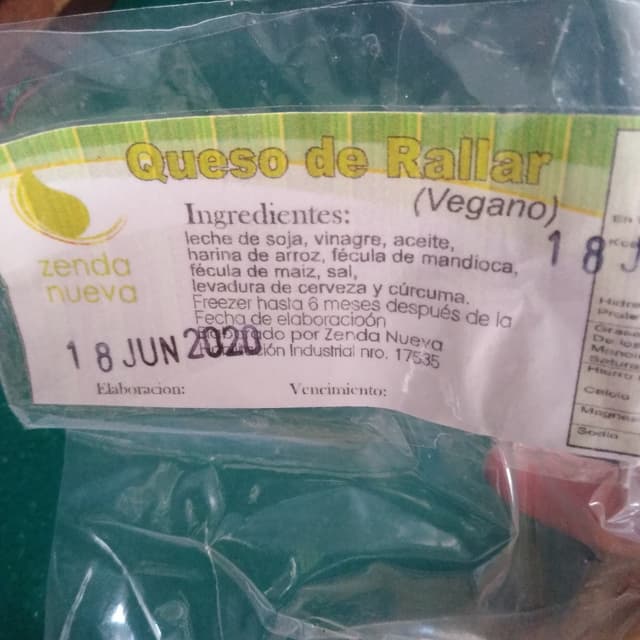 Queso de Rallar
(Vegano)
zenda
nueva
Ingredientes:
leche de soja, vinagre, aceite,
harina de arroz, fécula de mandioca,
fécula de maiz, sal,
levadura de cerveza y cúrcuma.
Freezer hasta 6 meses después de la
Fecha de elaboracioón
por Zenda Nueva
Industrial nro. 17535
18 JUN 2020
Elaboracion:
Vencimiento:
18 J